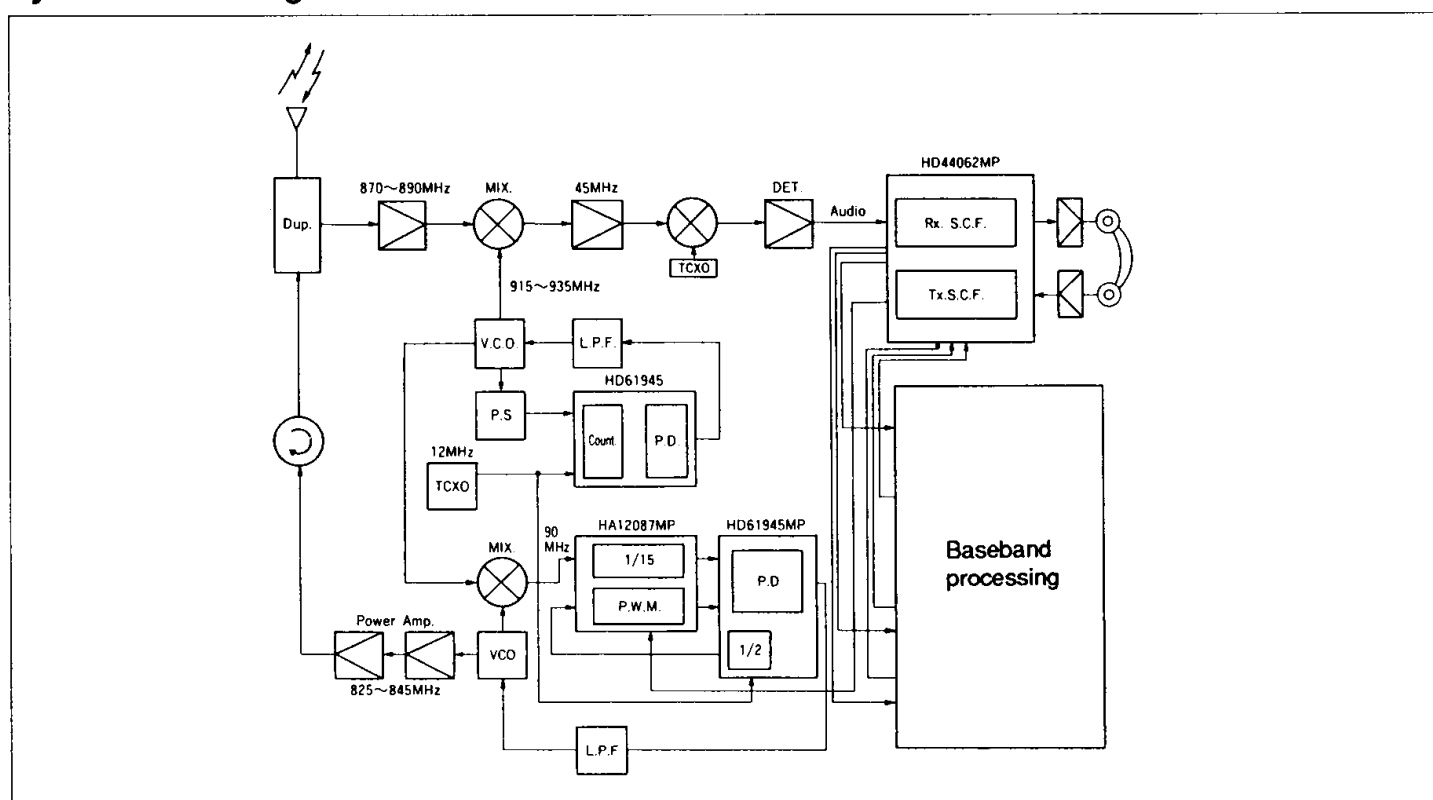 HD44062MP
870~890MHz
MIX.
45MHz
DET.
Dup.
Audio
Rx. S.C.F.
TCXO
Tx.S.C.F.
915~935MHz
V.C.O.
L.P.F.
HD61945
P.S
Count.
P.D.
12MHz
TCXO
90
MHz
HA12087MP
HD61945MP
MIX.
1/15
P.D
P.W.M.
Baseband
processing
Power Amp.
VCO
1/2
825~845MHz
L.P.F